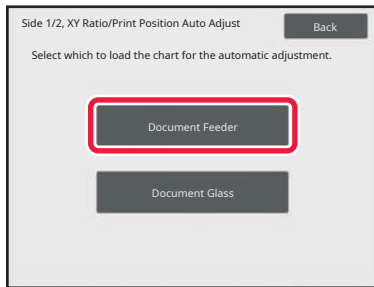 Side 1/2, XY Ratio/Print Position Auto Adjust
Back
Select which to load the chart for the automatic adjustment.
Document Feeder
Document Glass